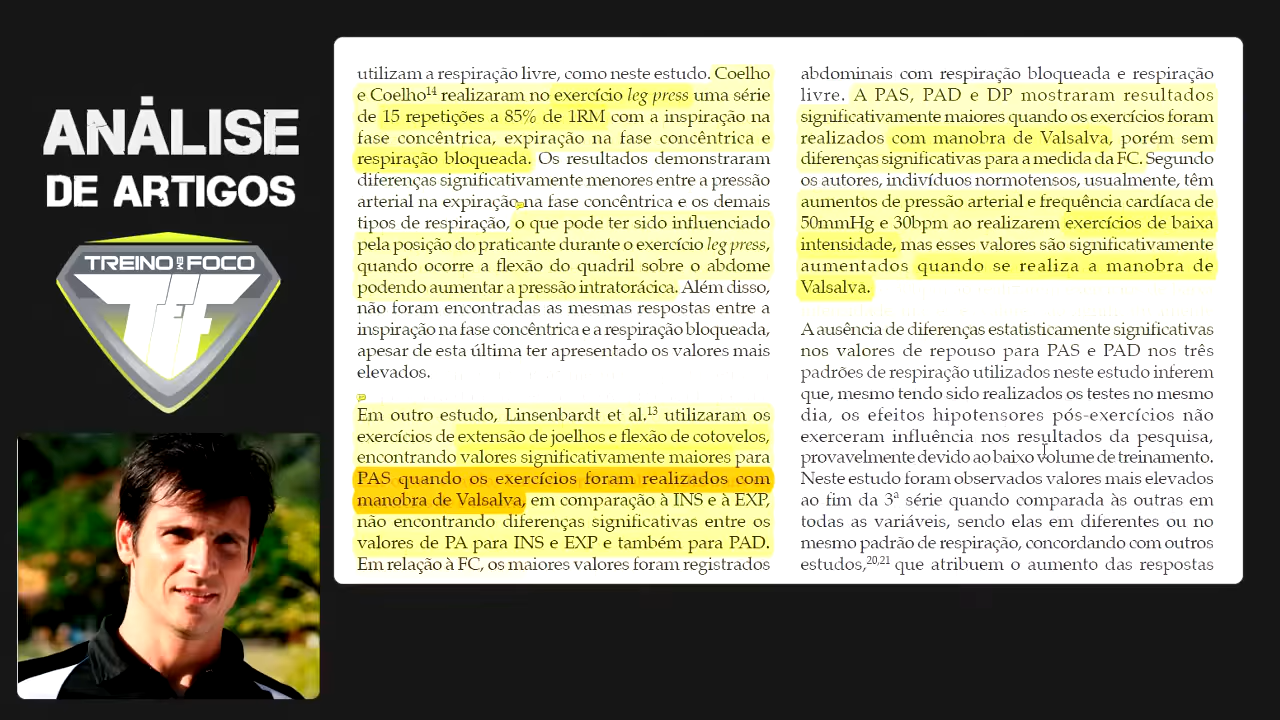 ANÁLISE
DE ARTIGOS
TREINO EM FOCO
TEF
utilizam a respiração livre, como neste estudo. Coelho
e Coelho14 realizaram no exercício leg press uma série
de 15 repetições a 85% de 1RM com a inspiração na
fase concêntrica, expiração na fase concêntrica e
respiração bloqueada. Os resultados demonstraram
diferenças significativamente menores entre a pressão
arterial na expiração na fase concêntrica e os demais
tipos de respiração, o que pode ter sido influenciado
pela posição do praticante durante o exercício leg press,
quando ocorre a flexão do quadril sobre o abdome
podendo aumentar a pressão intratorácica. Além disso,
não foram encontradas as mesmas respostas entre a
inspiração na fase concêntrica e a respiração bloqueada,
apesar de esta última ter apresentado os valores mais
elevados.
Em outro estudo, Linsenbardt et al.13 utilizaram os
exercícios de extensão de joelhos e flexão de cotovelos,
encontrando valores significativamente maiores para
PAS quando os exercícios foram realizados com
manobra de Valsalva, em comparação à INS e à EXP,
não encontrando diferenças significativas entre os
valores de PA para INS e EXP e também para PAD.
Em relação à FC, os maiores valores foram registrados
abdominais com respiração bloqueada e respiração
livre. A PAS, PAD e DP mostraram resultados
significativamente maiores quando os exercícios foram
realizados com manobra de Valsalva, porém sem
diferenças significativas para a medida da FC. Segundo
os autores, indivíduos normotensos, usualmente, têm
aumentos de pressão arterial e frequência cardíaca de
50mmHg e 30bpm ao realizarem exercícios de baixa
intensidade, mas esses valores são significativamente
aumentados quando se realiza a manobra de
Valsalva.
A ausência de diferenças estatisticamente significativas
nos valores de repouso para PAS e PAD nos três
padrões de respiração utilizados neste estudo inferem
que, mesmo tendo sido realizados os testes no mesmo
dia, os efeitos hipotensores pós-exercícios não
exerceram influência nos resultados da pesquisa,
provavelmente devido ao baixo volume de treinamento.
Neste estudo foram observados valores mais elevados
ao fim da 3ª série quando comparada às outras em
todas as variáveis, sendo elas em diferentes ou no
mesmo padrão de respiração, concordando com outros
estudos,20,21 que atribuem o aumento das respostas